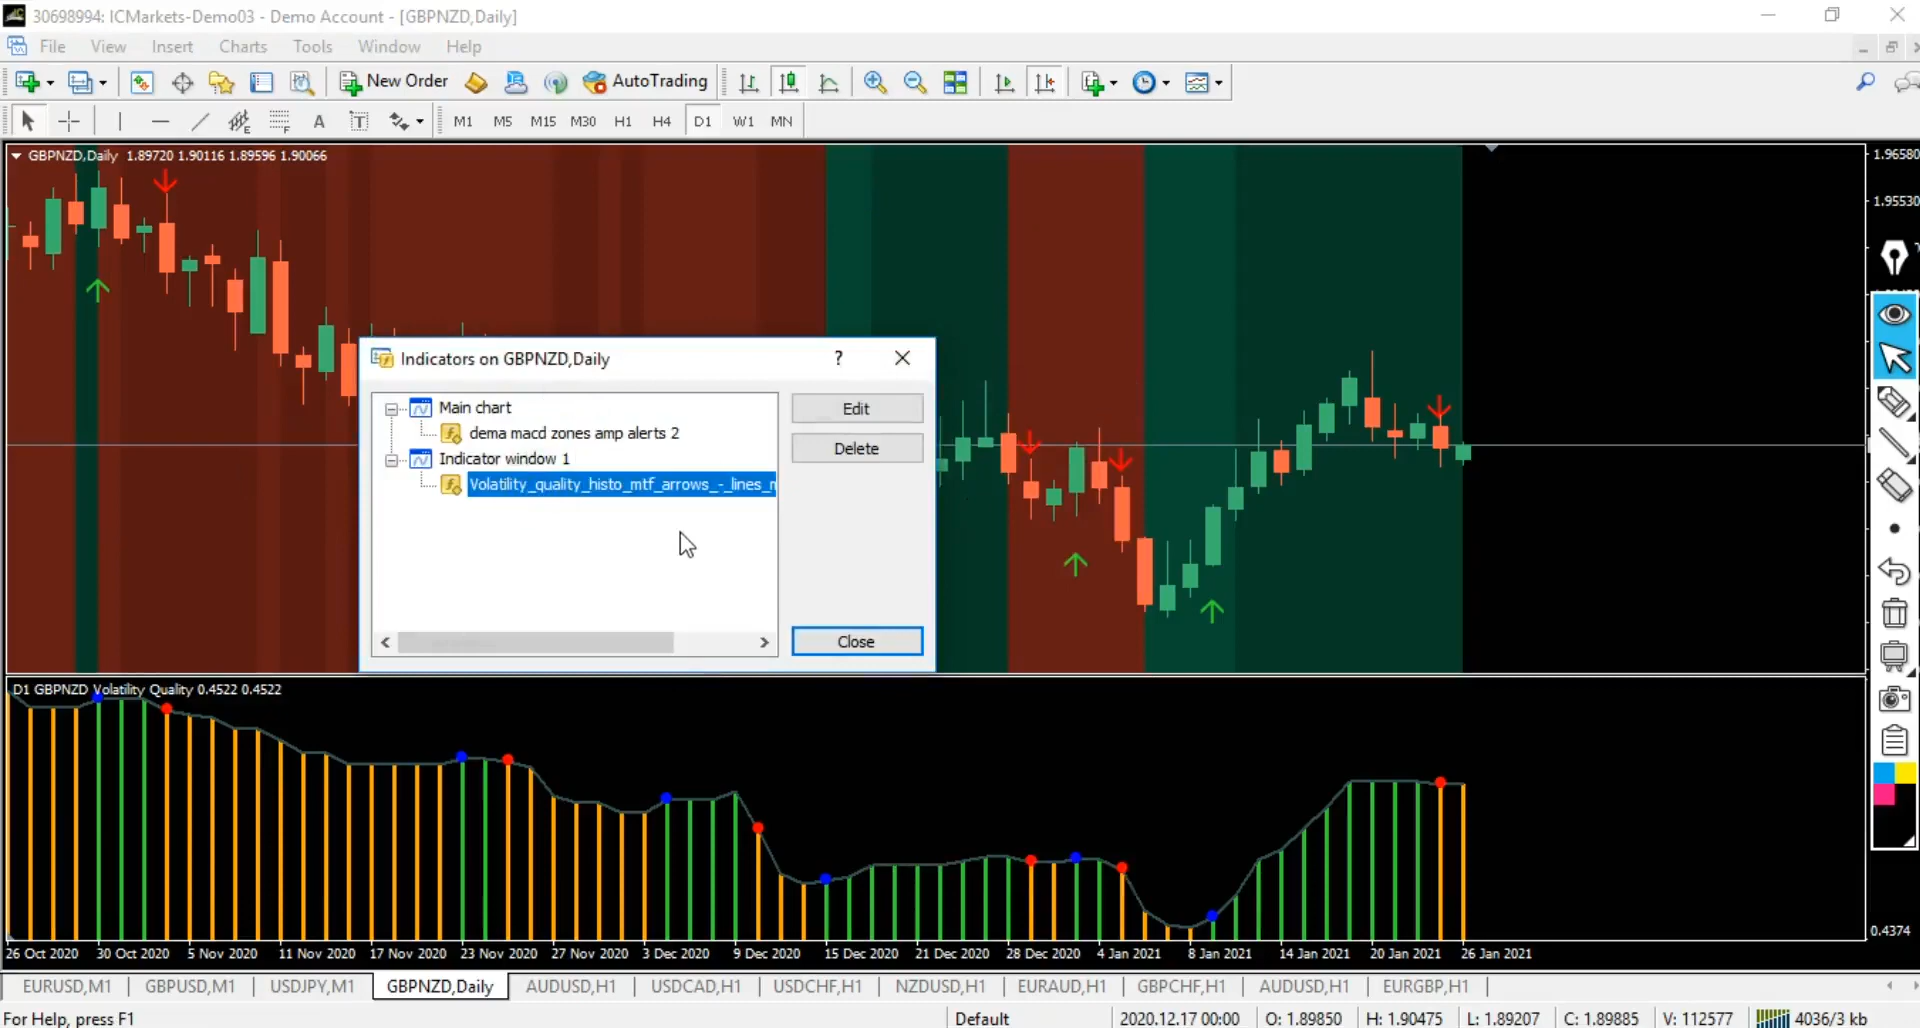 30698994: ICMarkets-Demo03 - Demo Account - [GBPNZD,Daily]
File View Insert Charts Tools Window Help
New Order AutoTrading
A T M1 M5 M15 M30 H1 H4 D1 W1 MN
GBPNZD,Daily 1.89720 1.90116 1.89596 1.90066
1.96580
1.95530
Indicators on GBPNZD,Daily ?
Main chart
dema macd zones amp alerts 2
Indicator window 1
Volatility_quality_histo_mtf_arrows_-_lines_
Edit
Delete
Close
D1 GBPNZD Volatility Quality 0.4522 0.4522
0.4374
26 Oct 2020 30 Oct 2020 5 Nov 2020 11 Nov 2020 17 Nov 2020 23 Nov 2020 27 Nov 2020 3 Dec 2020 9 Dec 2020 15 Dec 2020 21 Dec 2020 28 Dec 2020 4 Jan 2021 8 Jan 2021 14 Jan 2021 20 Jan 2021 26 Jan 2021
EURUSD,M1 GBPUSD,M1 USDJPY,M1 GBPNZD,Daily AUDUSD,H1 USDCAD,H1 USDCHF,H1 NZDUSD,H1 EURAUD,H1 GBPCHF,H1 AUDUSD,H1 EURGBP,H1
For Help, press F1 Default 2020.12.17 00:00 O: 1.89850 H: 1.90475 L: 1.89207 C: 1.89885 V: 112577 4036/3 kb